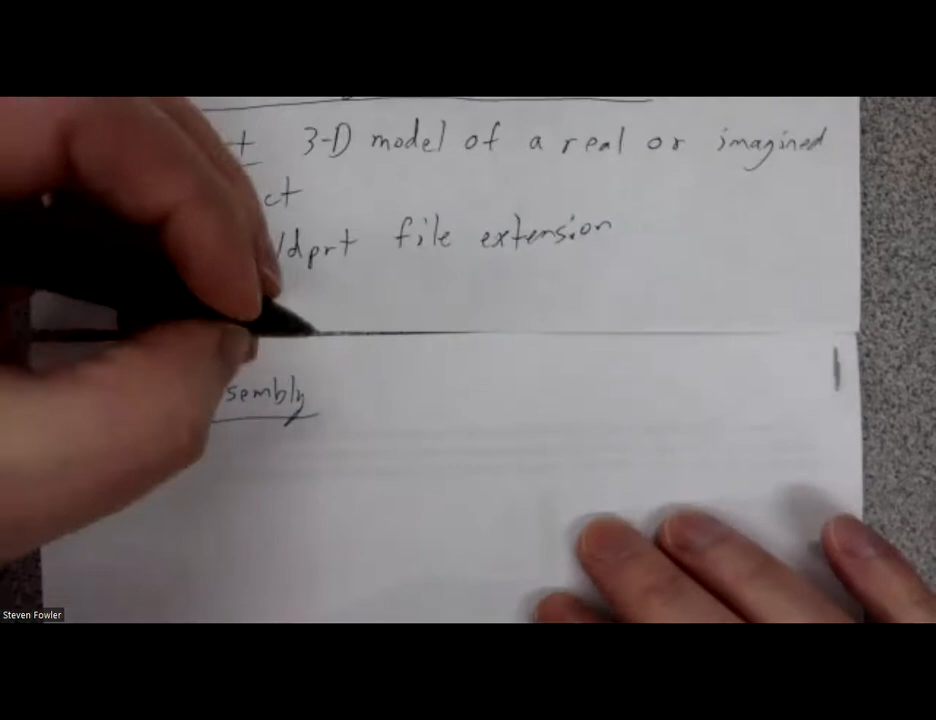 t 3-D model of a real or imagined
ct
ldprt file extension
sembly
Steven Fowler